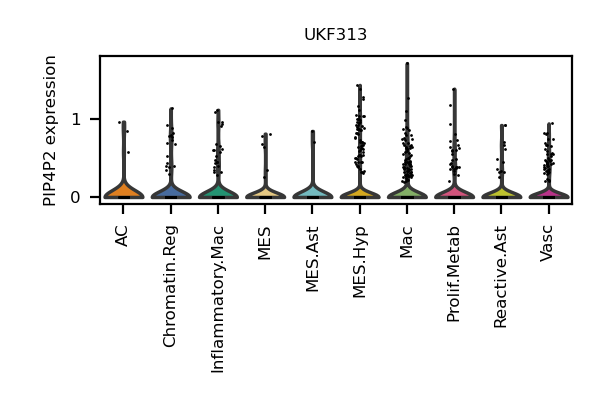 UKF313
PIP4P2 expression
1
0
AC
Chromatin.Reg
Inflammatory.Mac
MES
MES.Ast
MES.Hyp
Mac
Prolif.Metab
Reactive.Ast
Vasc